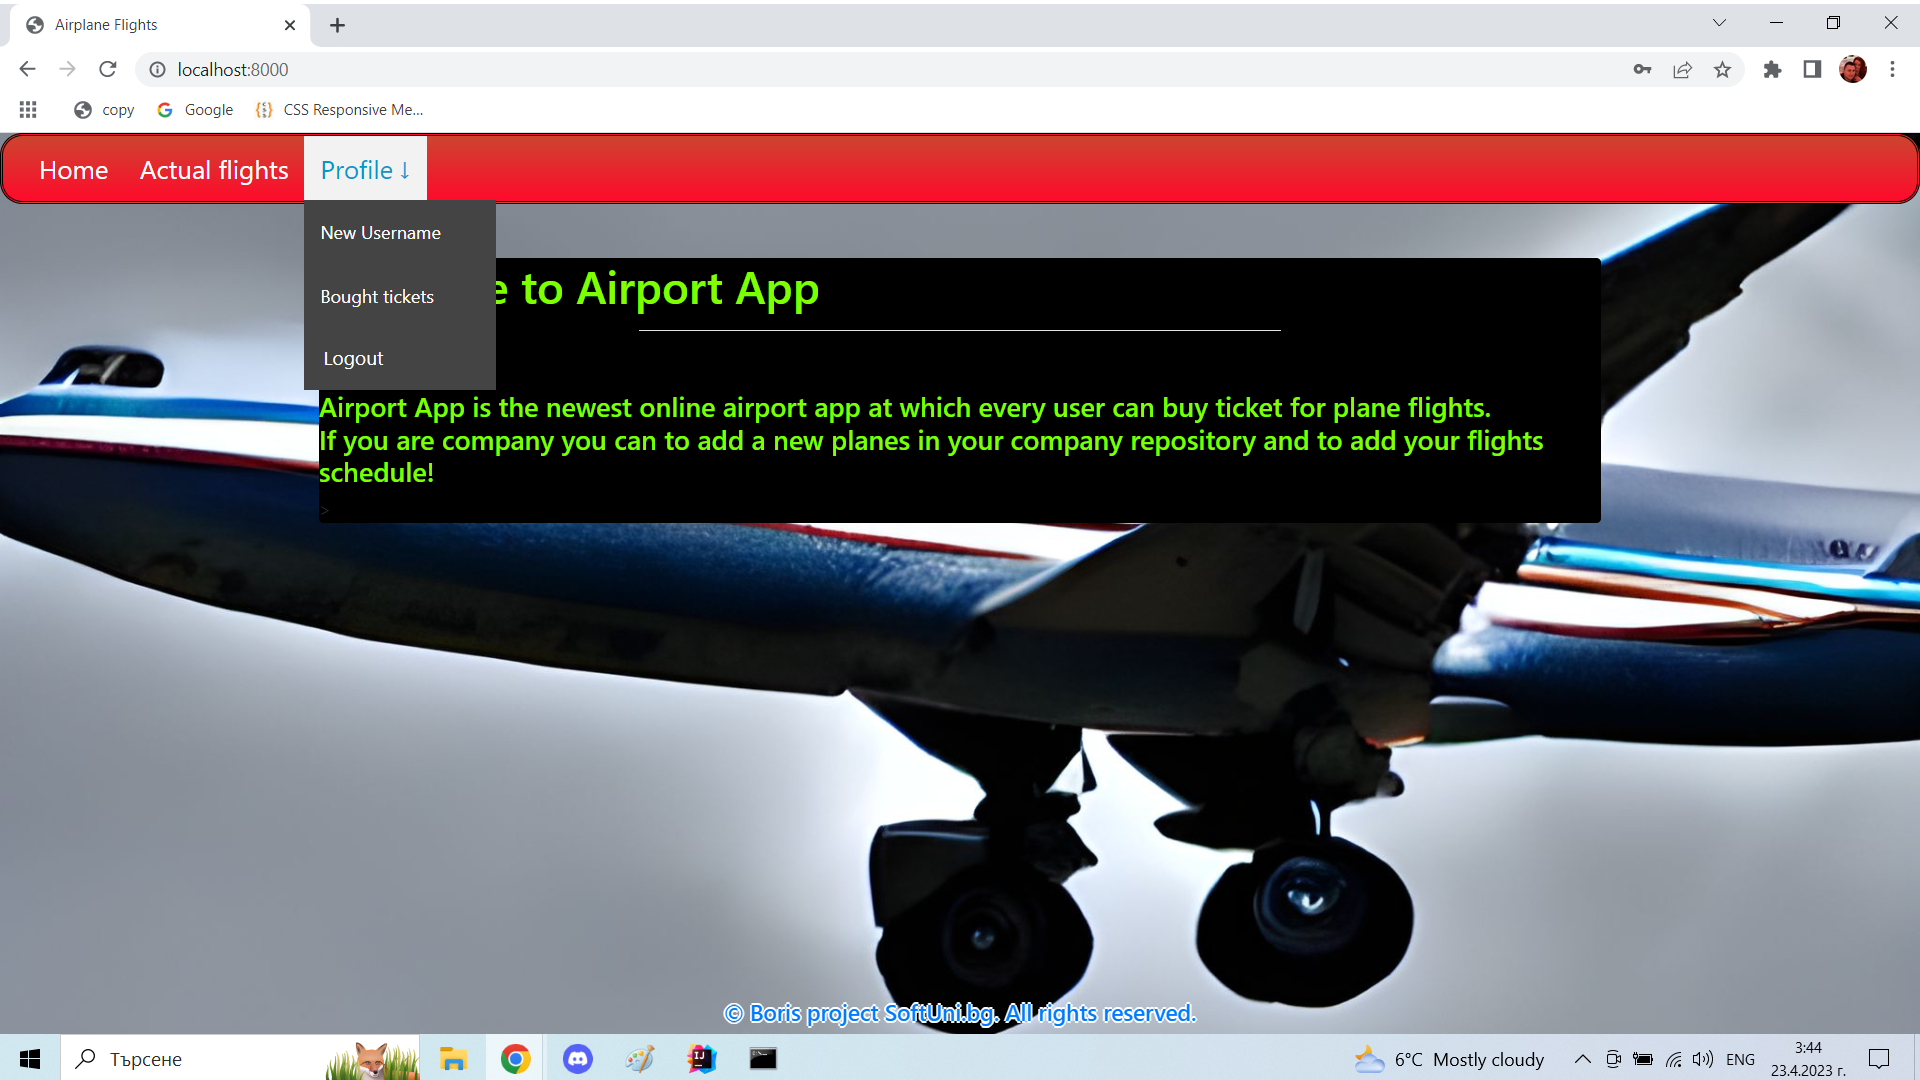 Airplane Flights
localhost:8000
copy
Google
CSS Responsive Me...
Home
Actual flights
Profile ↓
New Username
Bought tickets
Logout
e to Airport App
Airport App is the newest online airport app at which every user can buy ticket for plane flights.
If you are company you can to add a new planes in your company repository and to add your flights
schedule!
>
© Boris project SoftUni.bg. All rights reserved.
Търсене
6°C Mostly cloudy
ENG
3:44
23.4.2023 г.